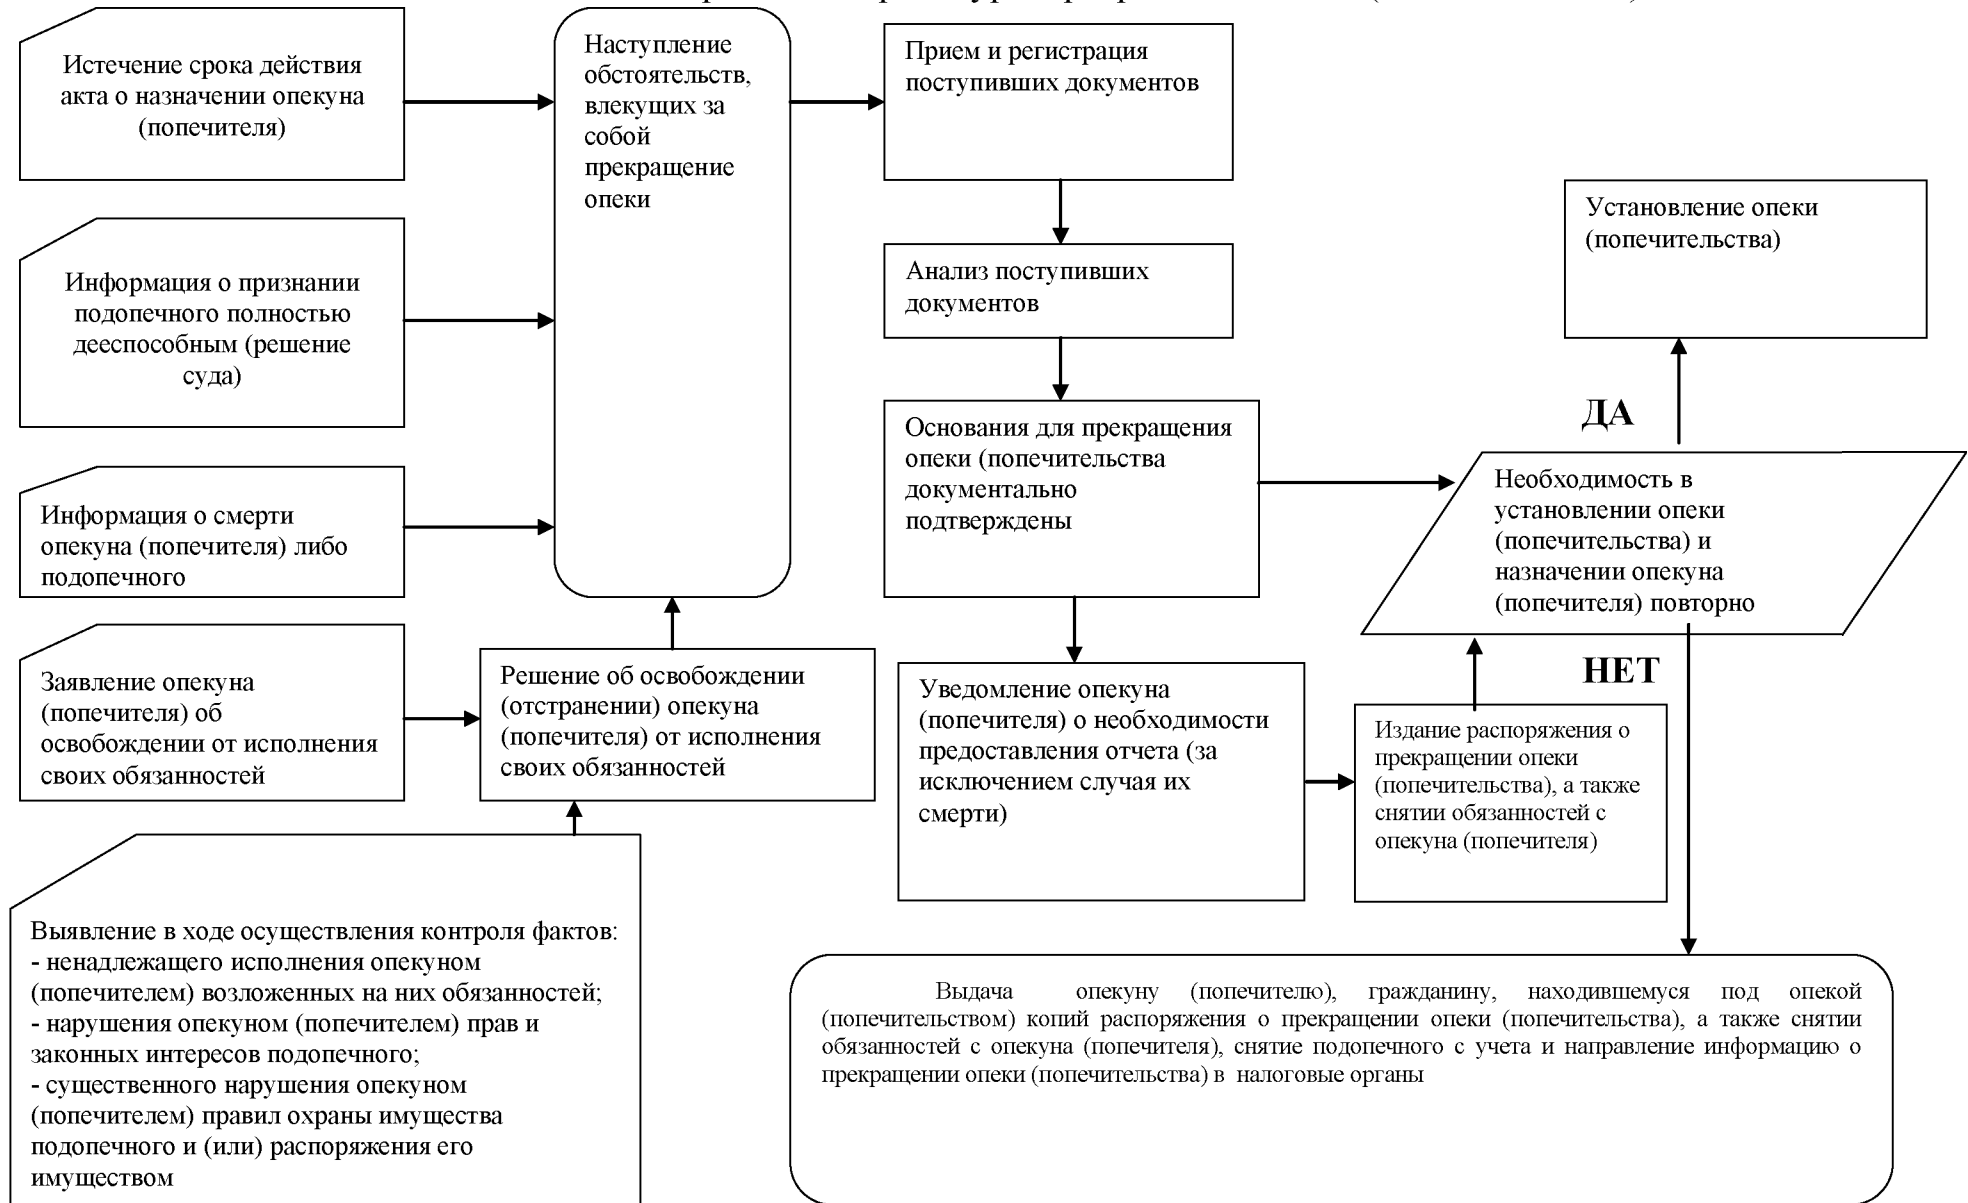 Истечение срока действия
акта о назначении опекуна
(попечителя)
Наступление
обстоятельств,
влекущих за
собой
прекращение
опеки
Прием и регистрация
поступивших документов
Установление опеки
(попечительства)
Информация о признании
подопечного полностью
дееспособным (решение
суда)
Анализ поступивших
документов
ДА
Основания для прекращения
опеки (попечительства
документально
подтверждены
Необходимость в
установлении опеки
(попечительства) и
назначении опекуна
(попечителя) повторно
Информация о смерти
опекуна (попечителя) либо
подопечного
Заявление опекуна
(попечителя) об
освобождении от исполнения
своих обязанностей
Решение об освобождении
(отстранении) опекуна
(попечителя) от исполнения
своих обязанностей
Уведомление опекуна
(попечителя) о необходимости
предоставления отчета (за
исключением случая их
смерти)
НЕТ
Издание распоряжения о
прекращении опеки
(попечительства), а также
снятии обязанностей с
опекуна (попечителя)
Выявление в ходе осуществления контроля фактов:
- ненадлежащего исполнения опекуном
(попечителем) возложенных на них обязанностей;
- нарушения опекуном (попечителем) прав и
законных интересов подопечного;
- существенного нарушения опекуном
(попечителем) правил охраны имущества
подопечного и (или) распоряжения его
имуществом
Выдача опекуну (попечителю), гражданину, находившемуся под опекой
(попечительством) копий распоряжения о прекращении опеки (попечительства), а также снятии
обязанностей с опекуна (попечителя), снятие подопечного с учета и направление информацию о
прекращении опеки (попечительства) в налоговые органы